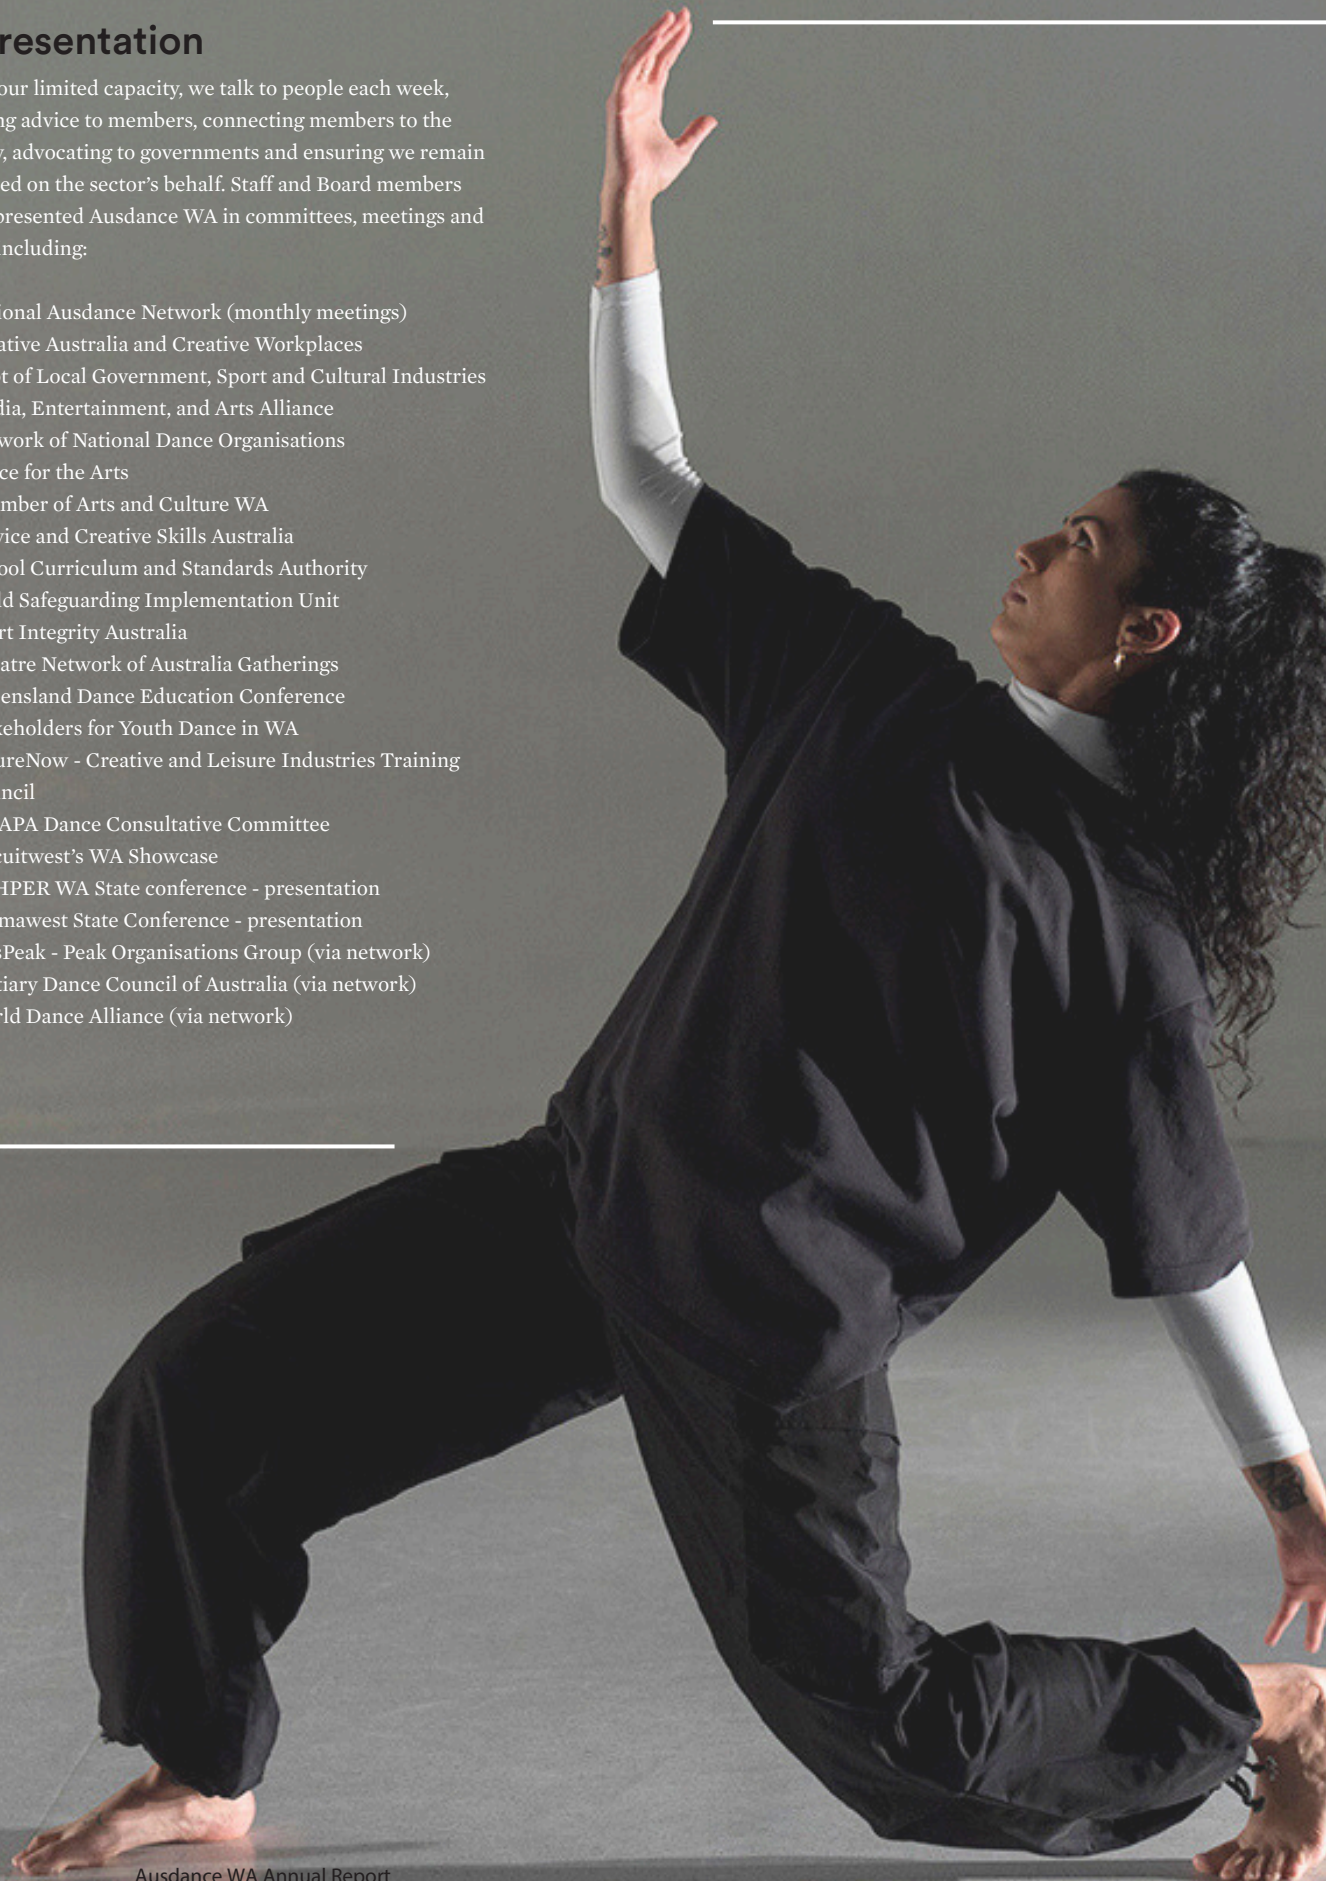 resentation
our limited capacity, we talk to people each week,
ng advice to members, connecting members to the
y, advocating to governments and ensuring we remain
ed on the sector's behalf. Staff and Board members
presented Ausdance WA in committees, meetings and
including:
ional Ausdance Network (monthly meetings)
ative Australia and Creative Workplaces
t of Local Government, Sport and Cultural Industries
dia, Entertainment, and Arts Alliance
work of National Dance Organisations
ce for the Arts
mber of Arts and Culture WA
vice and Creative Skills Australia
ool Curriculum and Standards Authority
ld Safeguarding Implementation Unit
rt Integrity Australia
atre Network of Australia Gatherings
ensland Dance Education Conference
keholders for Youth Dance in WA
ureNow - Creative and Leisure Industries Training
ncil
APA Dance Consultative Committee
cuitwest's WA Showcase
HPER WA State conference - presentation
mawest State Conference - presentation
sPeak - Peak Organisations Group (via network)
tiary Dance Council of Australia (via network)
rld Dance Alliance (via network)
Ausdance WA Annual Report